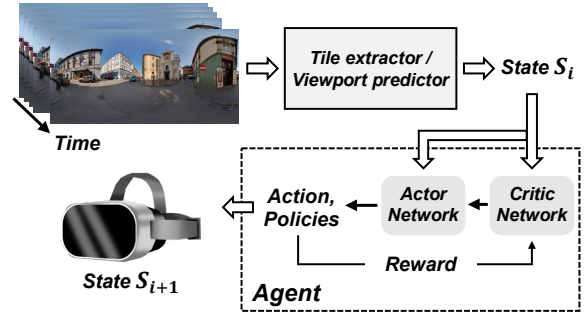 Tile extractor /
Viewport predictor
State S_i
Time
Action,
Policies
Actor
Network
Critic
Network
Reward
State S_{i+1}
Agent